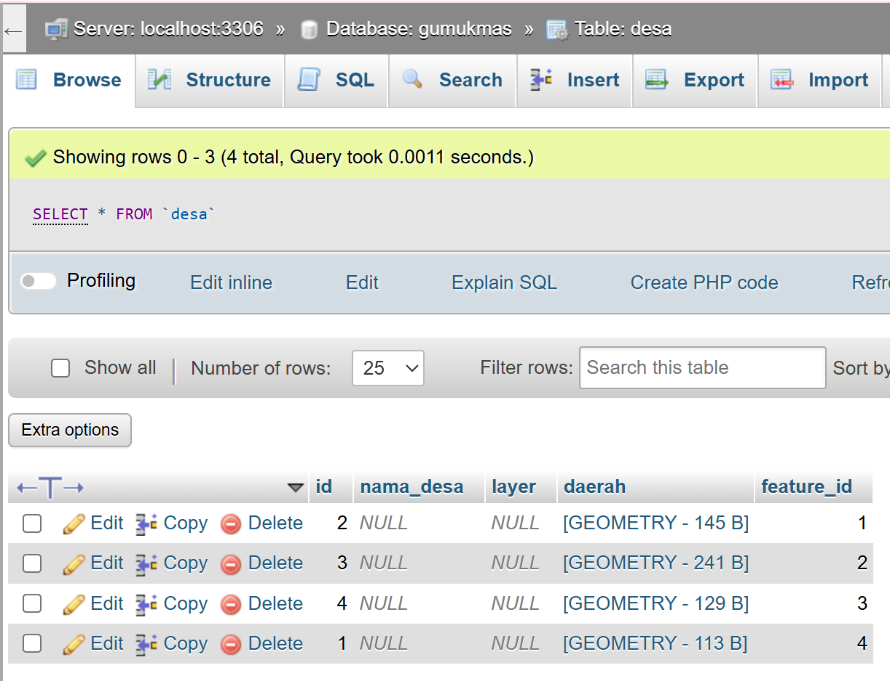 ← Server: localhost:3306 » Database: gumukmas » Table: desa
Browse Structure SQL Search Insert Export Import
Showing rows 0 - 3 (4 total, Query took 0.0011 seconds.)
SELECT * FROM `desa`
Profiling Edit inline Edit Explain SQL Create PHP code Refr
Show all Number of rows: 25 Filter rows: Search this table Sort by
Extra options
←T→ id nama_desa layer daerah feature_id
Edit Copy Delete 2 NULL NULL [GEOMETRY - 145 B] 1
Edit Copy Delete 3 NULL NULL [GEOMETRY - 241 B] 2
Edit Copy Delete 4 NULL NULL [GEOMETRY - 129 B] 3
Edit Copy Delete 1 NULL NULL [GEOMETRY - 113 B] 4